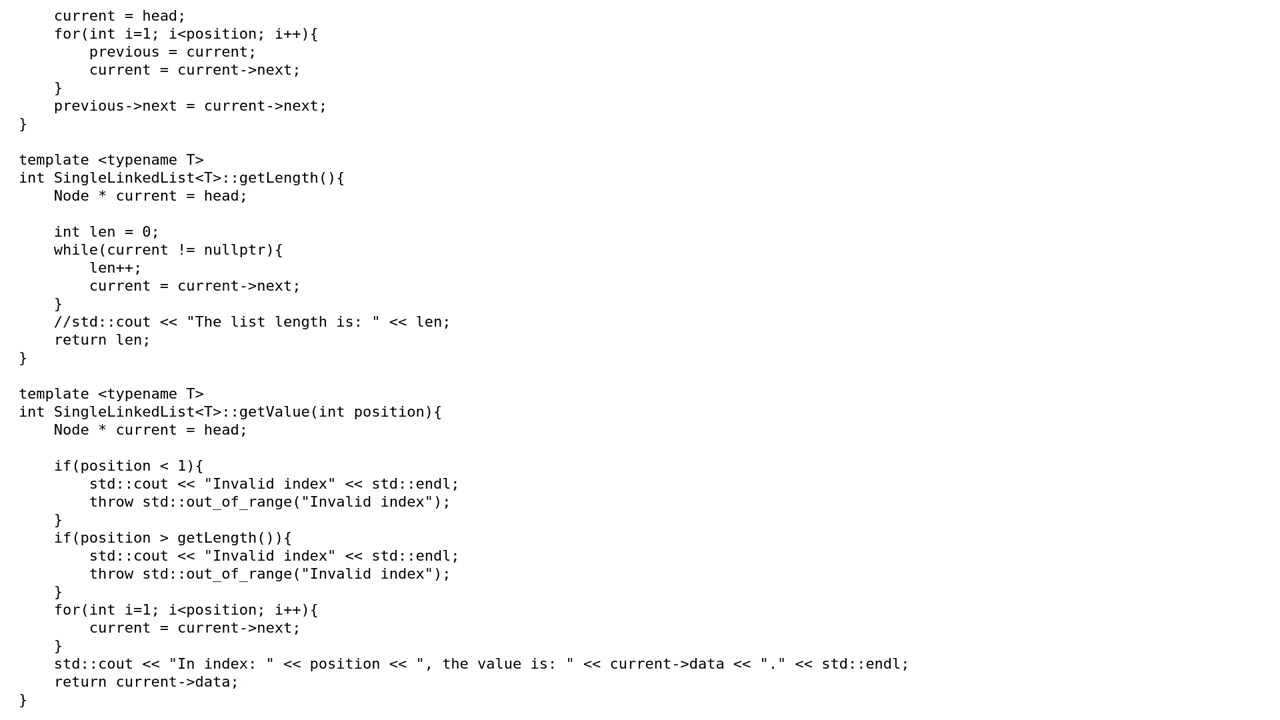 current = head;
    for(int i=1; i<position; i++){
        previous = current;
        current = current->next;
    }
    previous->next = current->next;
}

template <typename T>
int SingleLinkedList<T>::getLength(){
    Node * current = head;

    int len = 0;
    while(current != nullptr){
        len++;
        current = current->next;
    }
    //std::cout << "The list length is: " << len;
    return len;
}

template <typename T>
int SingleLinkedList<T>::getValue(int position){
    Node * current = head;

    if(position < 1){
        std::cout << "Invalid index" << std::endl;
        throw std::out_of_range("Invalid index");
    }
    if(position > getLength()){
        std::cout << "Invalid index" << std::endl;
        throw std::out_of_range("Invalid index");
    }
    for(int i=1; i<position; i++){
        current = current->next;
    }
    std::cout << "In index: " << position << ", the value is: " << current->data << "." << std::endl;
    return current->data;
}